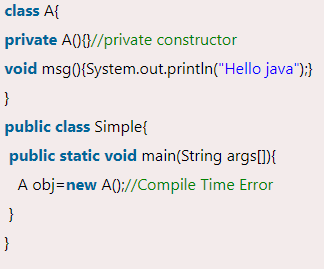 class A{
private A(){}//private constructor
void msg(){System.out.println("Hello java");}
}
public class Simple{
public static void main(String args[]){
A obj=new A();//Compile Time Error
}
}